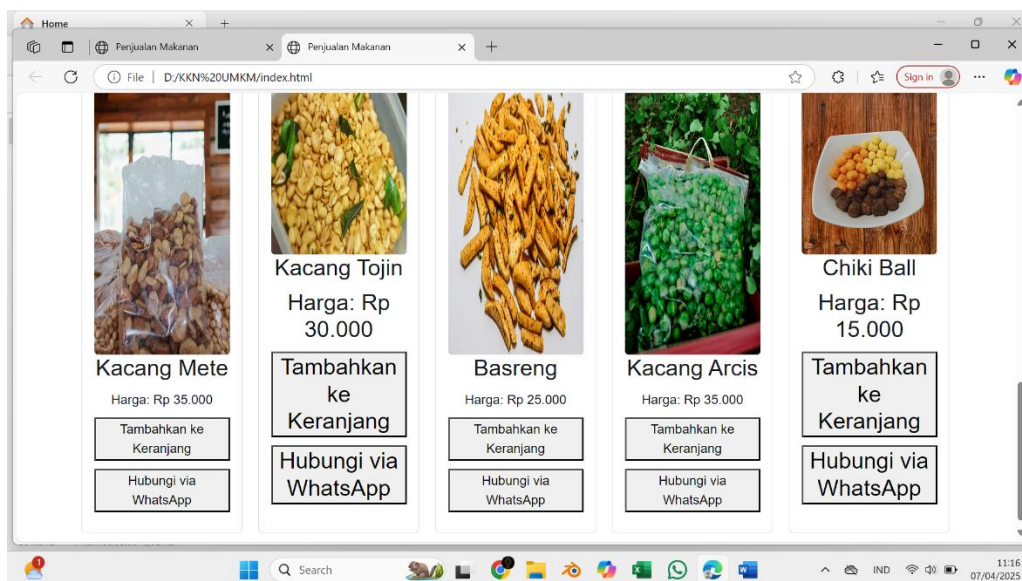 Home
Penjualan Makanan
Penjualan Makanan
File
D:/KKN%20UMKM/index.html
Sign in
Kacang Mete
Harga: Rp 35.000
Tambahkan ke
Keranjang
Hubungi via
WhatsApp
Kacang Tojin
Harga: Rp
30.000
Tambahkan
ke
Keranjang
Hubungi via
WhatsApp
Basreng
Harga: Rp 25.000
Tambahkan ke
Keranjang
Hubungi via
WhatsApp
Kacang Arcis
Harga: Rp 35.000
Tambahkan ke
Keranjang
Hubungi via
WhatsApp
Chiki Ball
Harga: Rp
15.000
Tambahkan
ke
Keranjang
Hubungi via
WhatsApp
1
Search
IND
11:16
07/04/2025